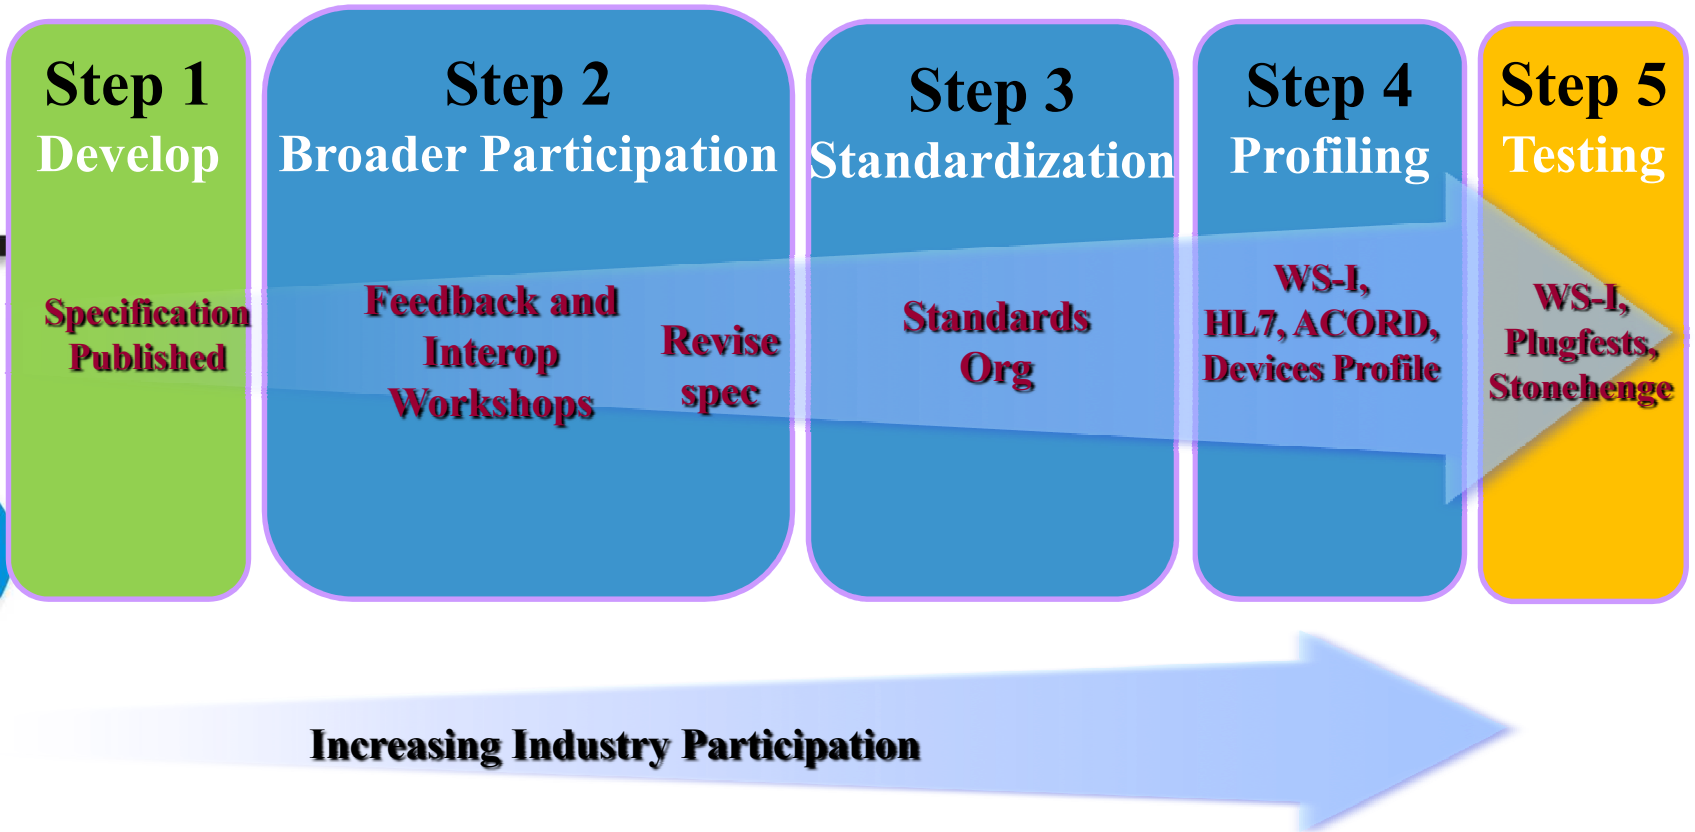 Step 1
Develop
Specification
Published
Step 2
Broader Participation
Feedback and
Interop
Workshops
Revise
spec
Step 3
Standardization
Standards
Org
Step 4
Profiling
WS-I,
HL7, ACORD,
Devices Profile
Step 5
Testing
WS-I,
Plugfests,
Stonehenge
Increasing Industry Participation